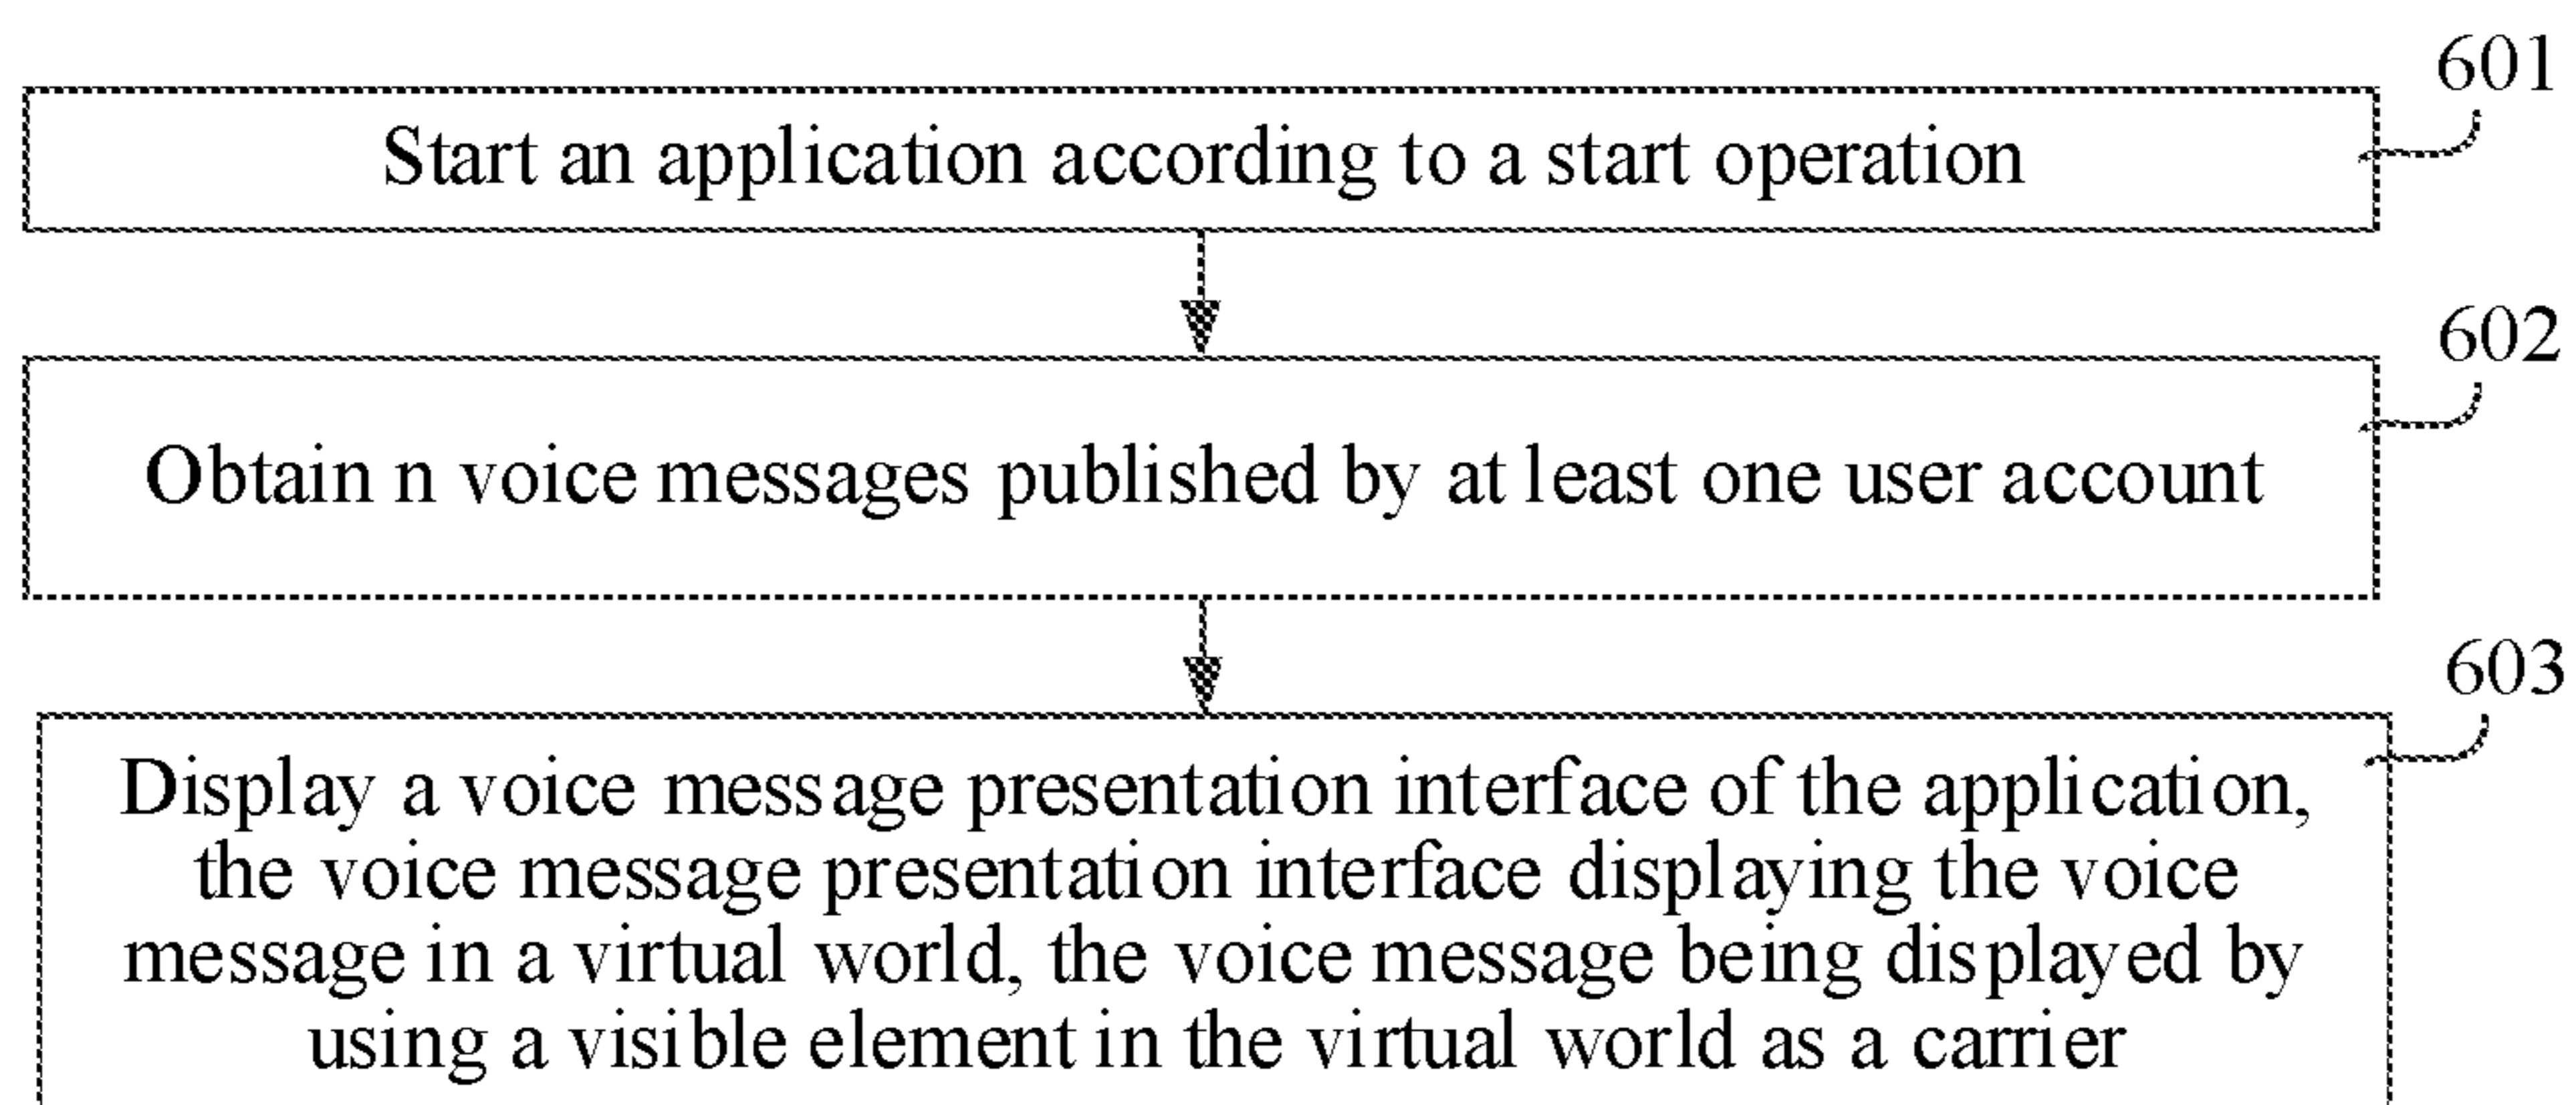 601
Start an application according to a start operation
602
Obtain n voice messages published by at least one user account
603
Display a voice message presentation interface of the application,
the voice message presentation interface displaying the voice
message in a virtual world, the voice message being displayed by
using a visible element in the virtual world as a carrier